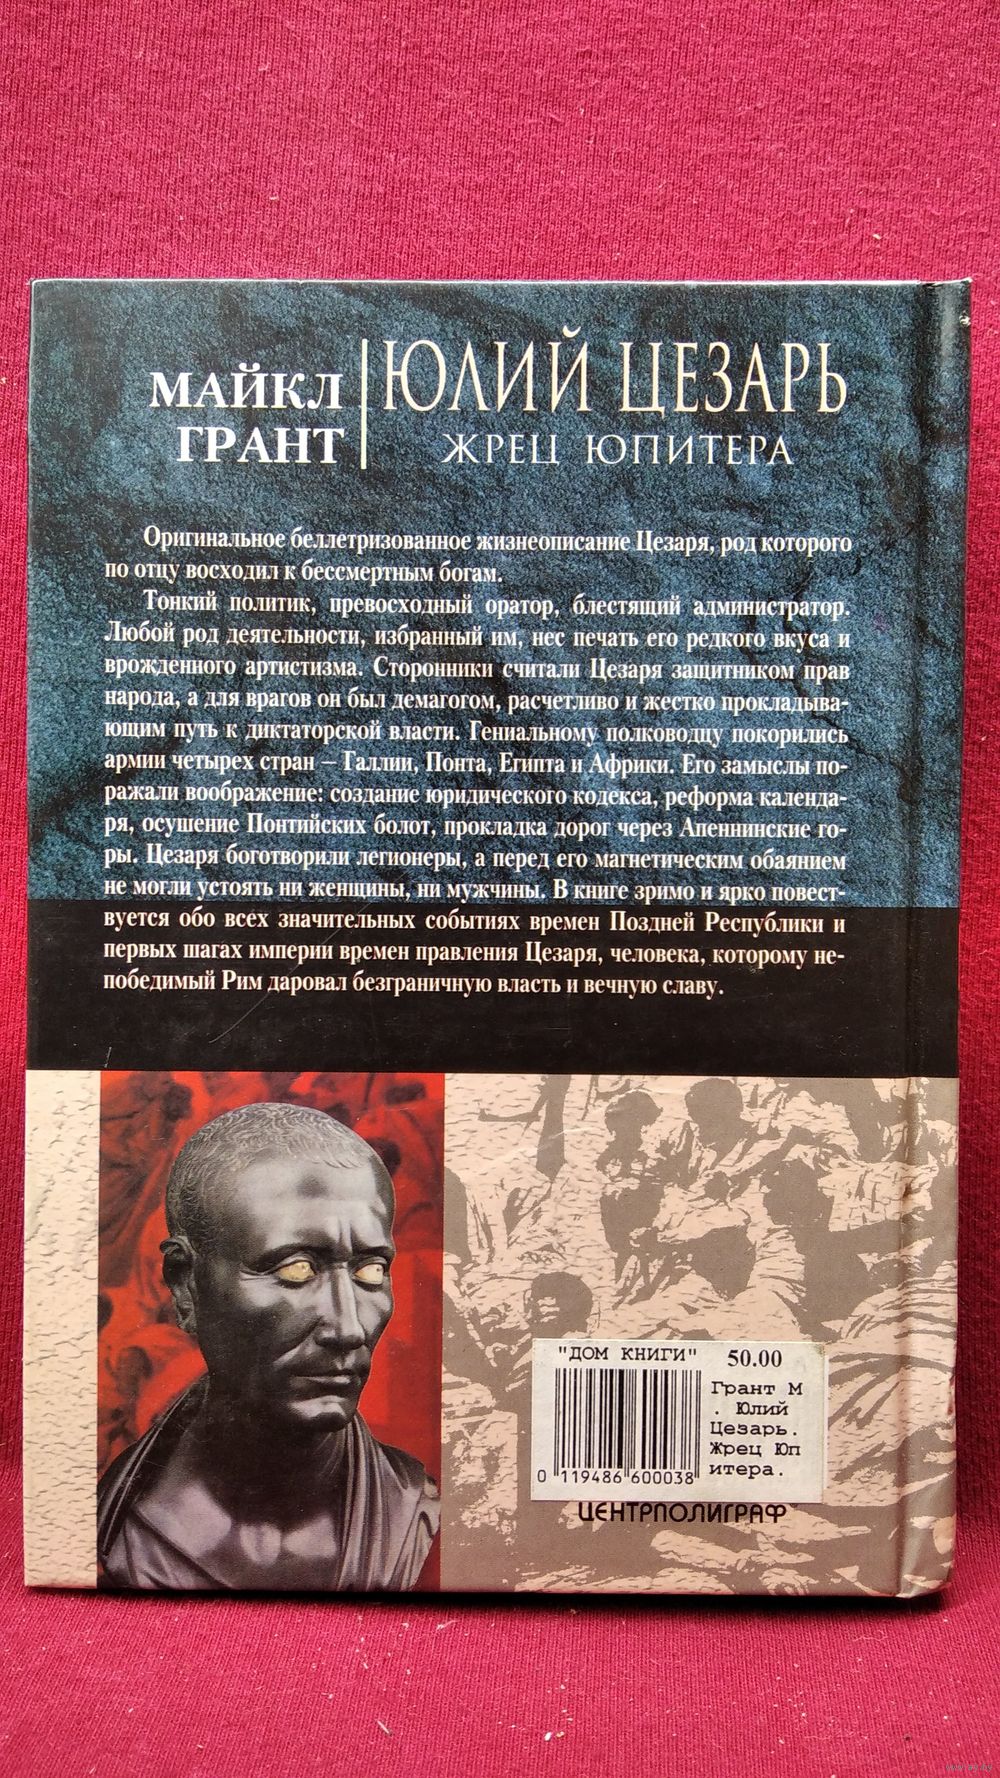 МАЙКЛ
ГРАНТ
ЮЛИЙ ЦЕЗАРЬ
ЖРЕЦ ЮПИТЕРА
Оригинальное беллетризованное жизнеописание Цезаря, род которого
по отцу восходил к бессмертным богам.
Тонкий политик, превосходный оратор, блестящий администратор.
Любой род деятельности, избранный им, нес печать его редкого вкуса и
врожденного артистизма. Сторонники считали Цезаря защитником прав
народа, а для врагов он был демагогом, расчетливо и жестко прокладыва-
ющим путь к диктаторской власти. Гениальному полководцу покорились
армии четырех стран – Галлии, Понта, Египта и Африки. Его замыслы по-
ражали воображение: создание юридического кодекса, реформа календа-
ря, осушение Понтийских болот, прокладка дорог через Апеннинские го-
ры. Цезаря боготворили легионеры, а перед его магнетическим обаянием
не могли устоять ни женщины, ни мужчины. В книге зримо и ярко повест-
вуется обо всех значительных событиях времен Поздней Республики и
первых шагах империи времен правления Цезаря, человека, которому не-
победимый Рим даровал безграничную власть и вечную славу.
"ДОМ КНИГИ" 50.00
Грант М
. Юлий
Цезарь.
Жрец Юп
итера.
0 119486 600038
ЦЕНТРПОЛИГРАФ